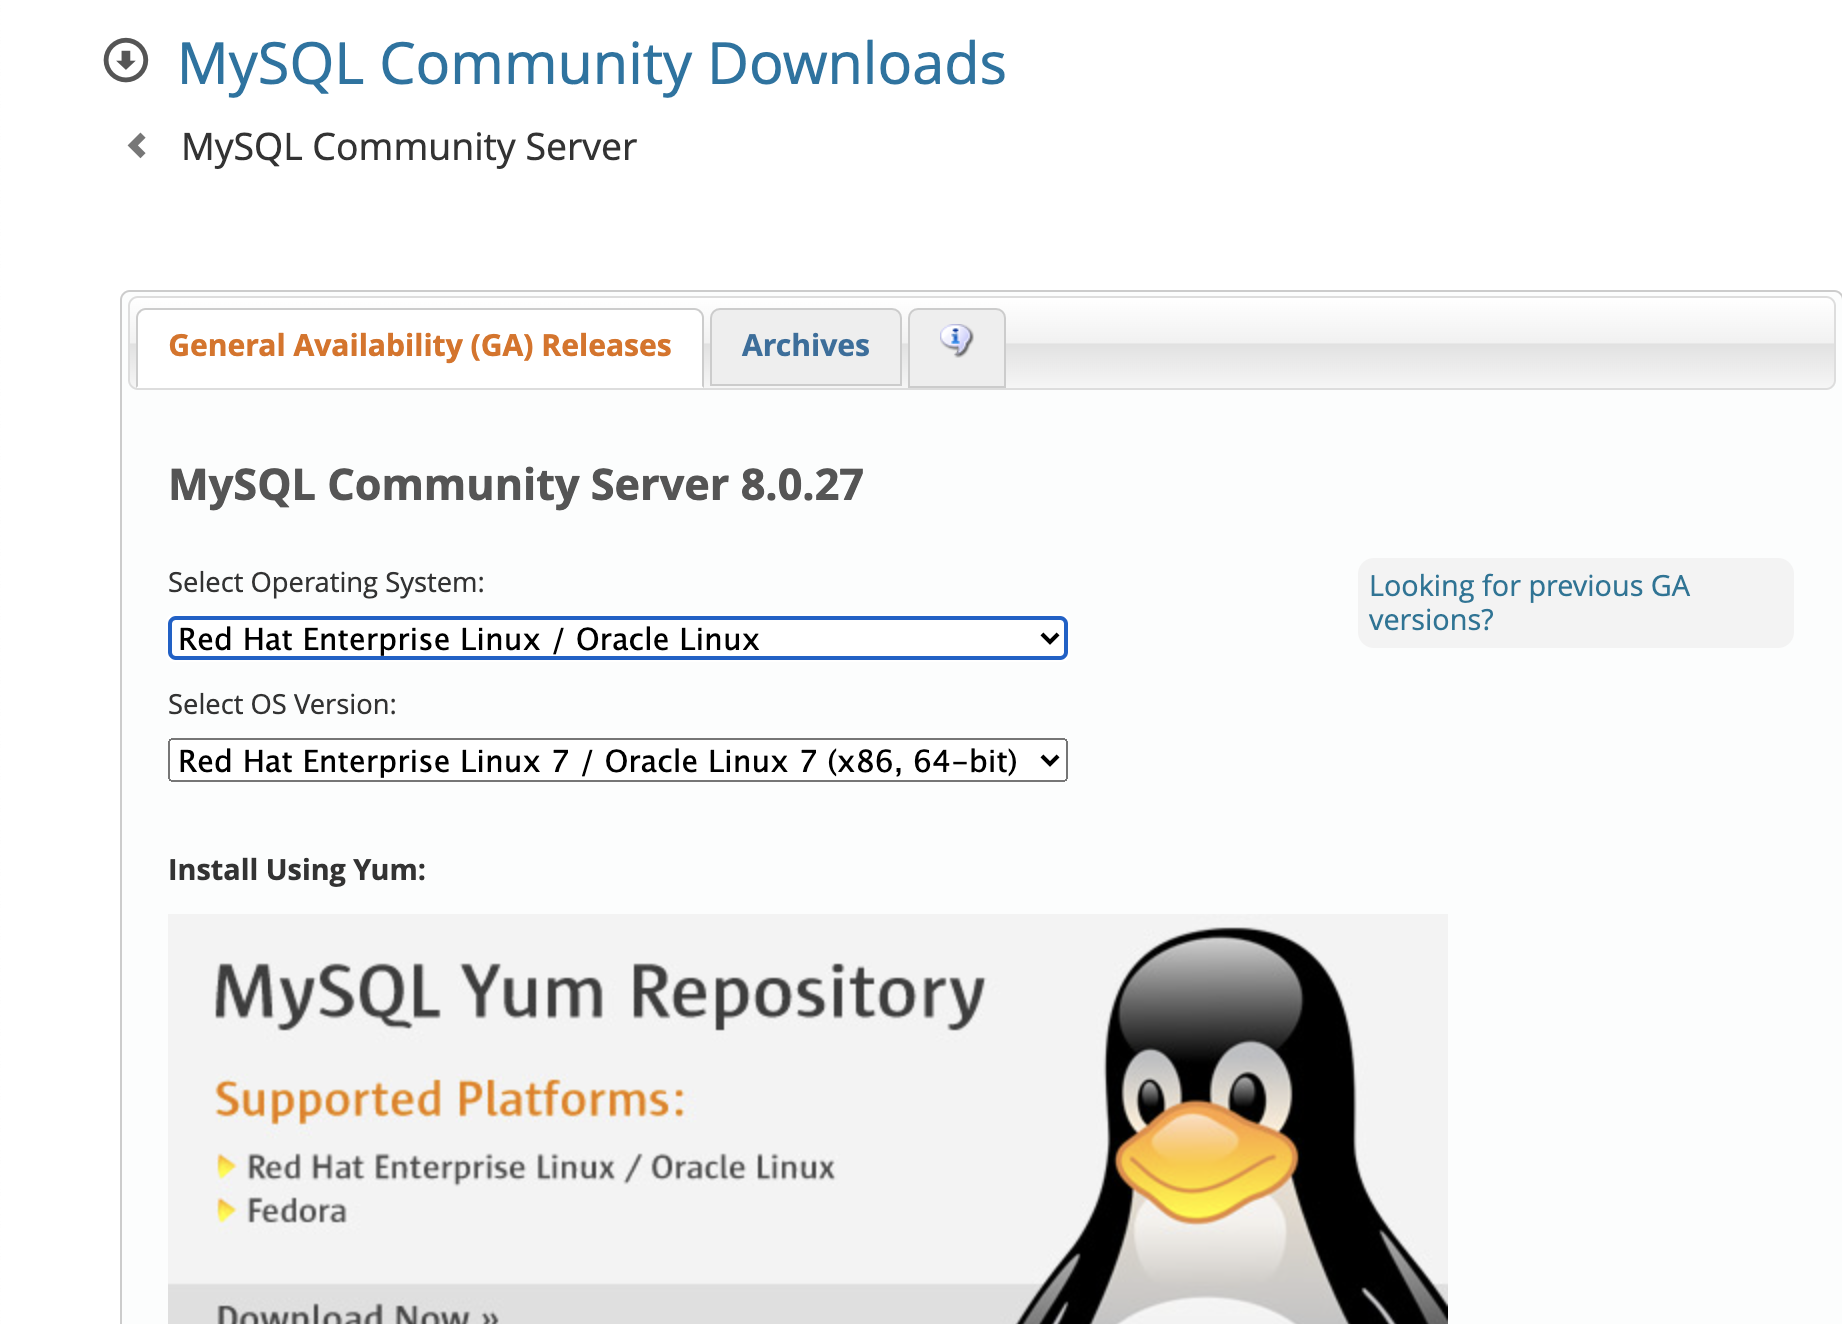 MySQL Community Downloads
MySQL Community Server
General Availability (GA) Releases
Archives
MySQL Community Server 8.0.27
Select Operating System:
Looking for previous GA
versions?
Red Hat Enterprise Linux / Oracle Linux
Select OS Version:
Red Hat Enterprise Linux 7 / Oracle Linux 7 (x86, 64-bit)
Install Using Yum:
MySQL Yum Repository
Supported Platforms:
Red Hat Enterprise Linux / Oracle Linux
Fedora
Download Now »